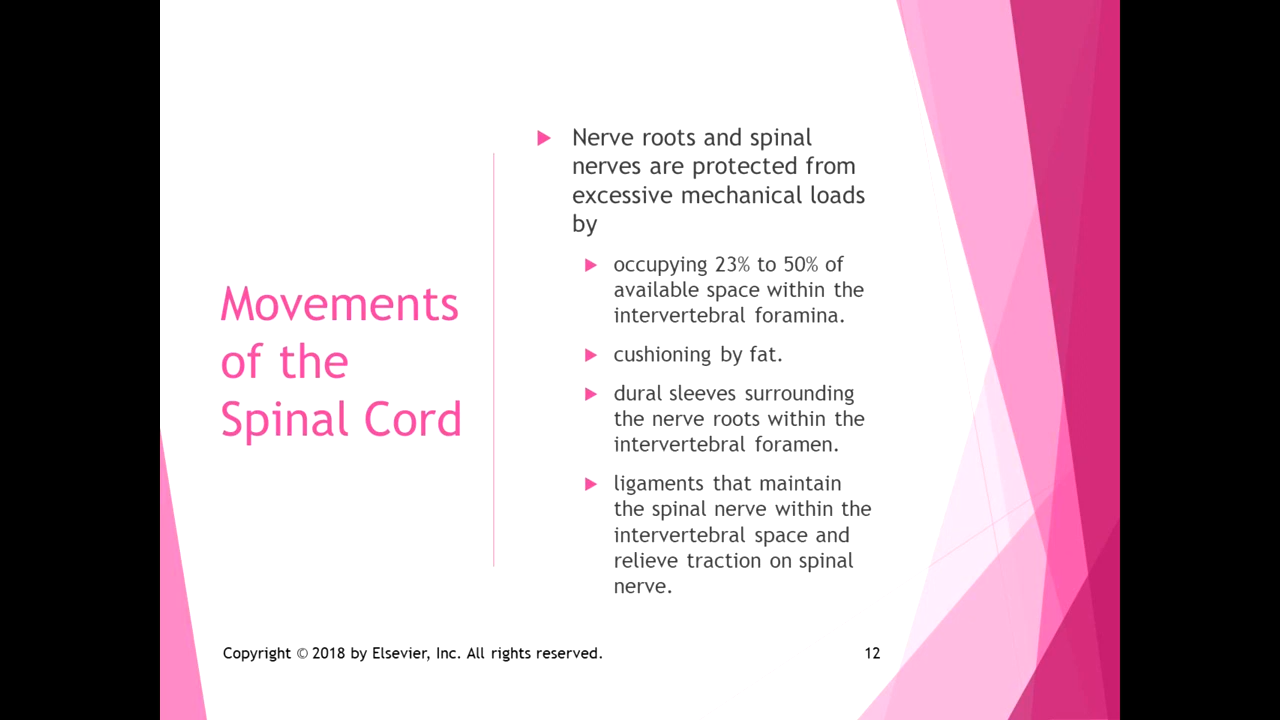 Movements
of the
Spinal Cord
Nerve roots and spinal
nerves are protected from
excessive mechanical loads
by
occupying 23% to 50% of
available space within the
intervertebral foramina.
cushioning by fat.
dural sleeves surrounding
the nerve roots within the
intervertebral foramen.
ligaments that maintain
the spinal nerve within the
intervertebral space and
relieve traction on spinal
nerve.
Copyright © 2018 by Elsevier, Inc. All rights reserved.
12